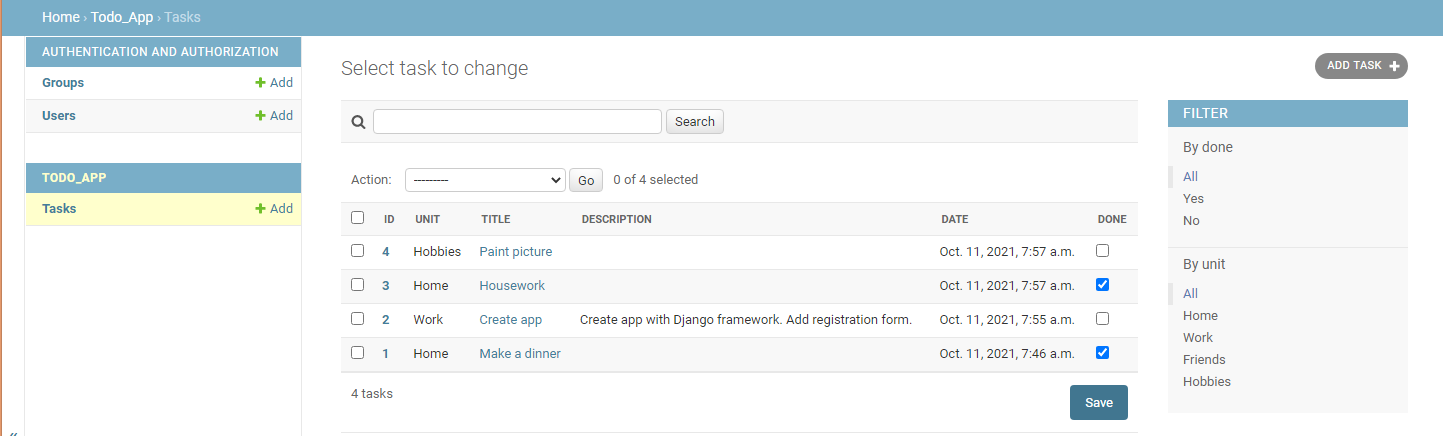 Home › Todo_App › Tasks
AUTHENTICATION AND AUTHORIZATION
Groups + Add
Users + Add
TODO_APP
Tasks + Add
«
Select task to change
ADD TASK +
Search
Action: --------- Go 0 of 4 selected
ID UNIT TITLE DESCRIPTION DATE DONE
4 Hobbies Paint picture Oct. 11, 2021, 7:57 a.m.
3 Home Housework Oct. 11, 2021, 7:57 a.m.
2 Work Create app Create app with Django framework. Add registration form. Oct. 11, 2021, 7:55 a.m.
1 Home Make a dinner Oct. 11, 2021, 7:46 a.m.
4 tasks
Save
FILTER
By done
All
Yes
No
By unit
All
Home
Work
Friends
Hobbies